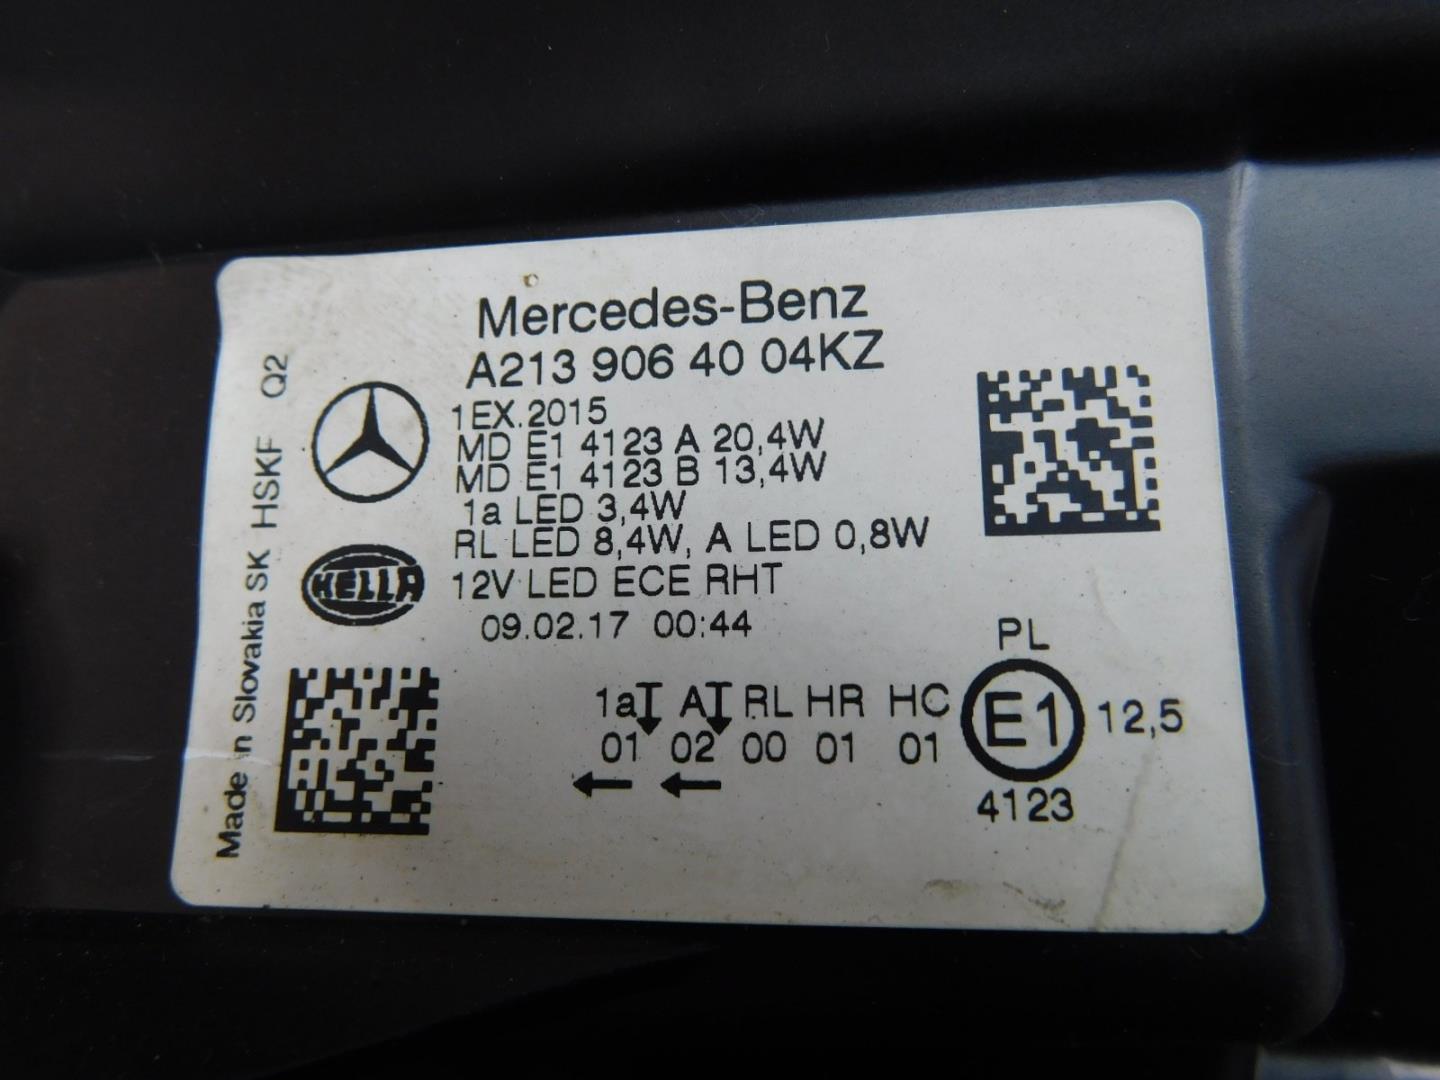 Mercedes-Benz
A213 906 40 04KZ
1EX.2015
MD E1 4123 A 20,4W
MD E1 4123 B 13,4W
1a LED 3,4W
RL LED 8,4W, A LED 0,8W
12V LED ECE RHT
09.02.17 00:44
HELLA
Made in Slovakia SK HSKF Q2
1a A RL HR HC
01 02 00 01 01
PL
E1 12,5
4123